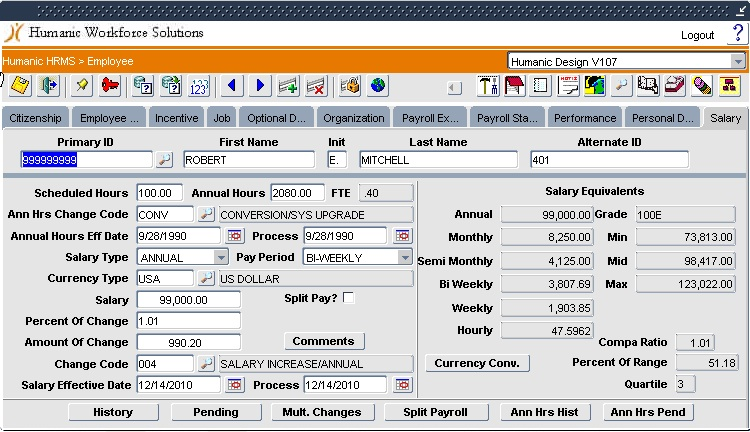 Humanic Workforce Solutions
Logout ?
Humanic HRMS > Employee Humanic Design V107
Citizenship Employee ... Incentive Job Optional D... Organization Payroll Ex... Payroll Sta... Performance Personal D... Salary
Primary ID First Name Init Last Name Alternate ID
999999999 ROBERT E. MITCHELL 401
Scheduled Hours 100.00 Annual Hours 2080.00 FTE .40 Salary Equivalents
Ann Hrs Change Code CONV CONVERSION/SYS UPGRADE Annual 99,000.00 Grade 100E
Annual Hours Eff Date 9/28/1990 Process 9/28/1990 Monthly 8,250.00 Min 73,813.00
Salary Type ANNUAL Pay Period BI-WEEKLY Semi Monthly 4,125.00 Mid 98,417.00
Currency Type USA US DOLLAR Bi Weekly 3,807.69 Max 123,022.00
Salary 99,000.00 Split Pay? Weekly 1,903.85
Percent Of Change 1.01 Hourly 47.5962
Amount Of Change 990.20 Comments Compa Ratio 1.01
Change Code 004 SALARY INCREASE/ANNUAL Currency Conv. Percent Of Range 51.18
Salary Effective Date 12/14/2010 Process 12/14/2010 Quartile 3
History Pending Mult. Changes Split Payroll Ann Hrs Hist Ann Hrs Pend